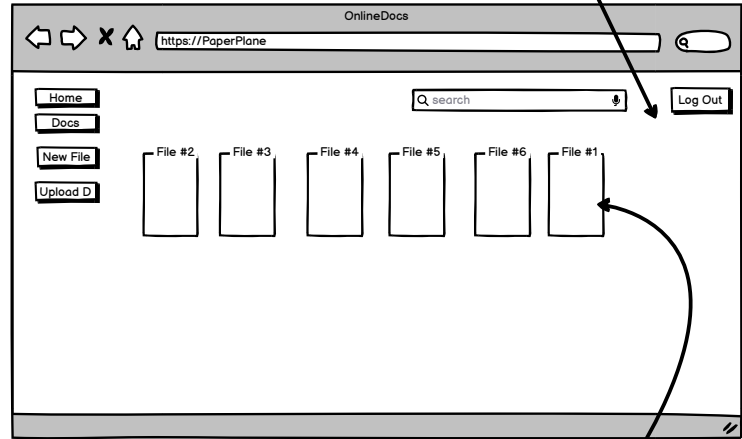 OnlineDocs
https://PaperPlane
Home
search
Log Out
Docs
New File
File #2 File #3 File #4 File #5 File #6 File #1
Upload D